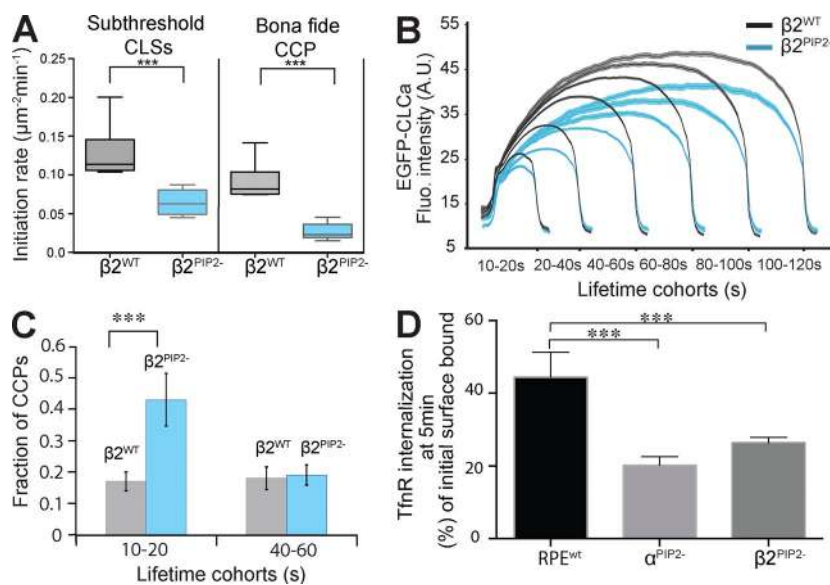 A
Subthreshold
CLSs
Bona fide
CCP
***
***
Initiation rate (μm⁻²min⁻¹)
0.25
0.20
0.15
0.10
0.05
0.0
β2ᵂᵀ
β2ᴾᴵᴾ²⁻
β2ᵂᵀ
β2ᴾᴵᴾ²⁻
B
β2ᵂᵀ
β2ᴾᴵᴾ²⁻
EGFP-CLCa
Fluo. intensity (A.U.)
55
45
35
25
15
5
10-20s 20-40s 40-60s 60-80s 80-100s 100-120s
Lifetime cohorts (s)
C
***
Fraction of CCPs
0.6
0.5
0.4
0.3
0.2
0.1
0
β2ᵂᵀ
β2ᴾᴵᴾ²⁻
β2ᵂᵀ
β2ᴾᴵᴾ²⁻
10-20
40-60
Lifetime cohorts (s)
D
***
***
TfnR internalization
at 5min
(%) of initial surface bound
60
40
20
0
RPEʷᵗ
αᴾᴵᴾ²⁻
β2ᴾᴵᴾ²⁻